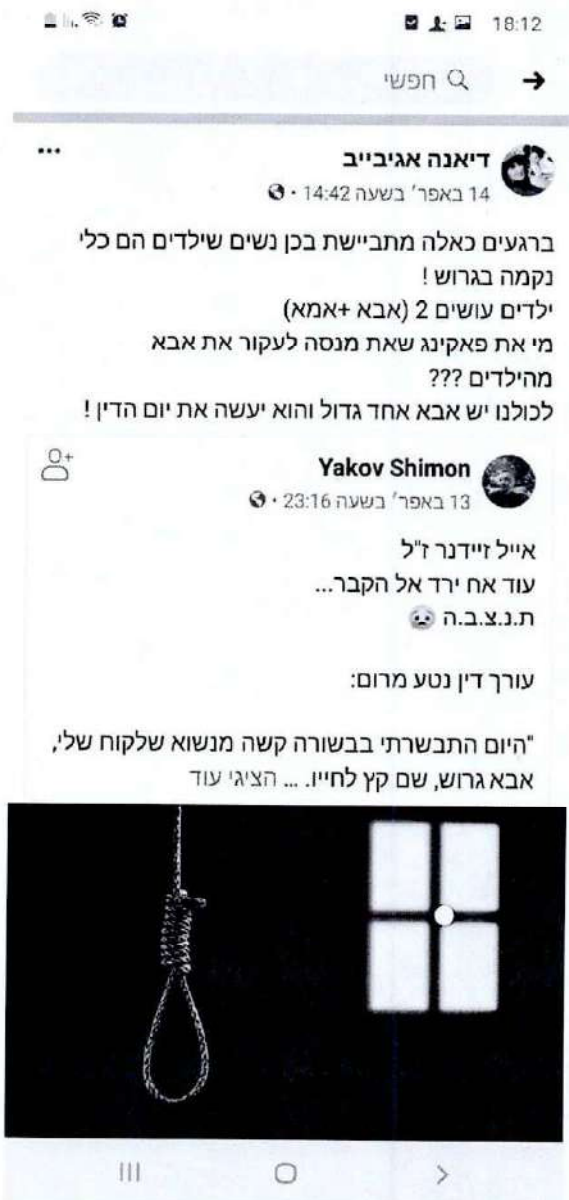 18:12
חפשי
דיאנה אגיבייב
14 באפר׳ בשעה 14:42 ·
ברגעים כאלה מתביישת בכן נשים שילדים הם כלי
נקמה בגרוש !
ילדים עושים 2 (אבא +אמא)
מי את פאקינג שאת מנסה לעקור את אבא
מהילדים ???
לכולנו יש אבא אחד גדול והוא יעשה את יום הדין !
Yakov Shimon
13 באפר׳ בשעה 23:16 ·
אייל זיידנר ז"ל
עוד אח ירד אל הקבר...
ת.נ.צ.ב.ה 😢
עורך דין נטע מרום:
"היום התבשרתי בבשורה קשה מנשוא שלקוח שלי,
אבא גרוש, שם קץ לחייו. ... הציגי עוד